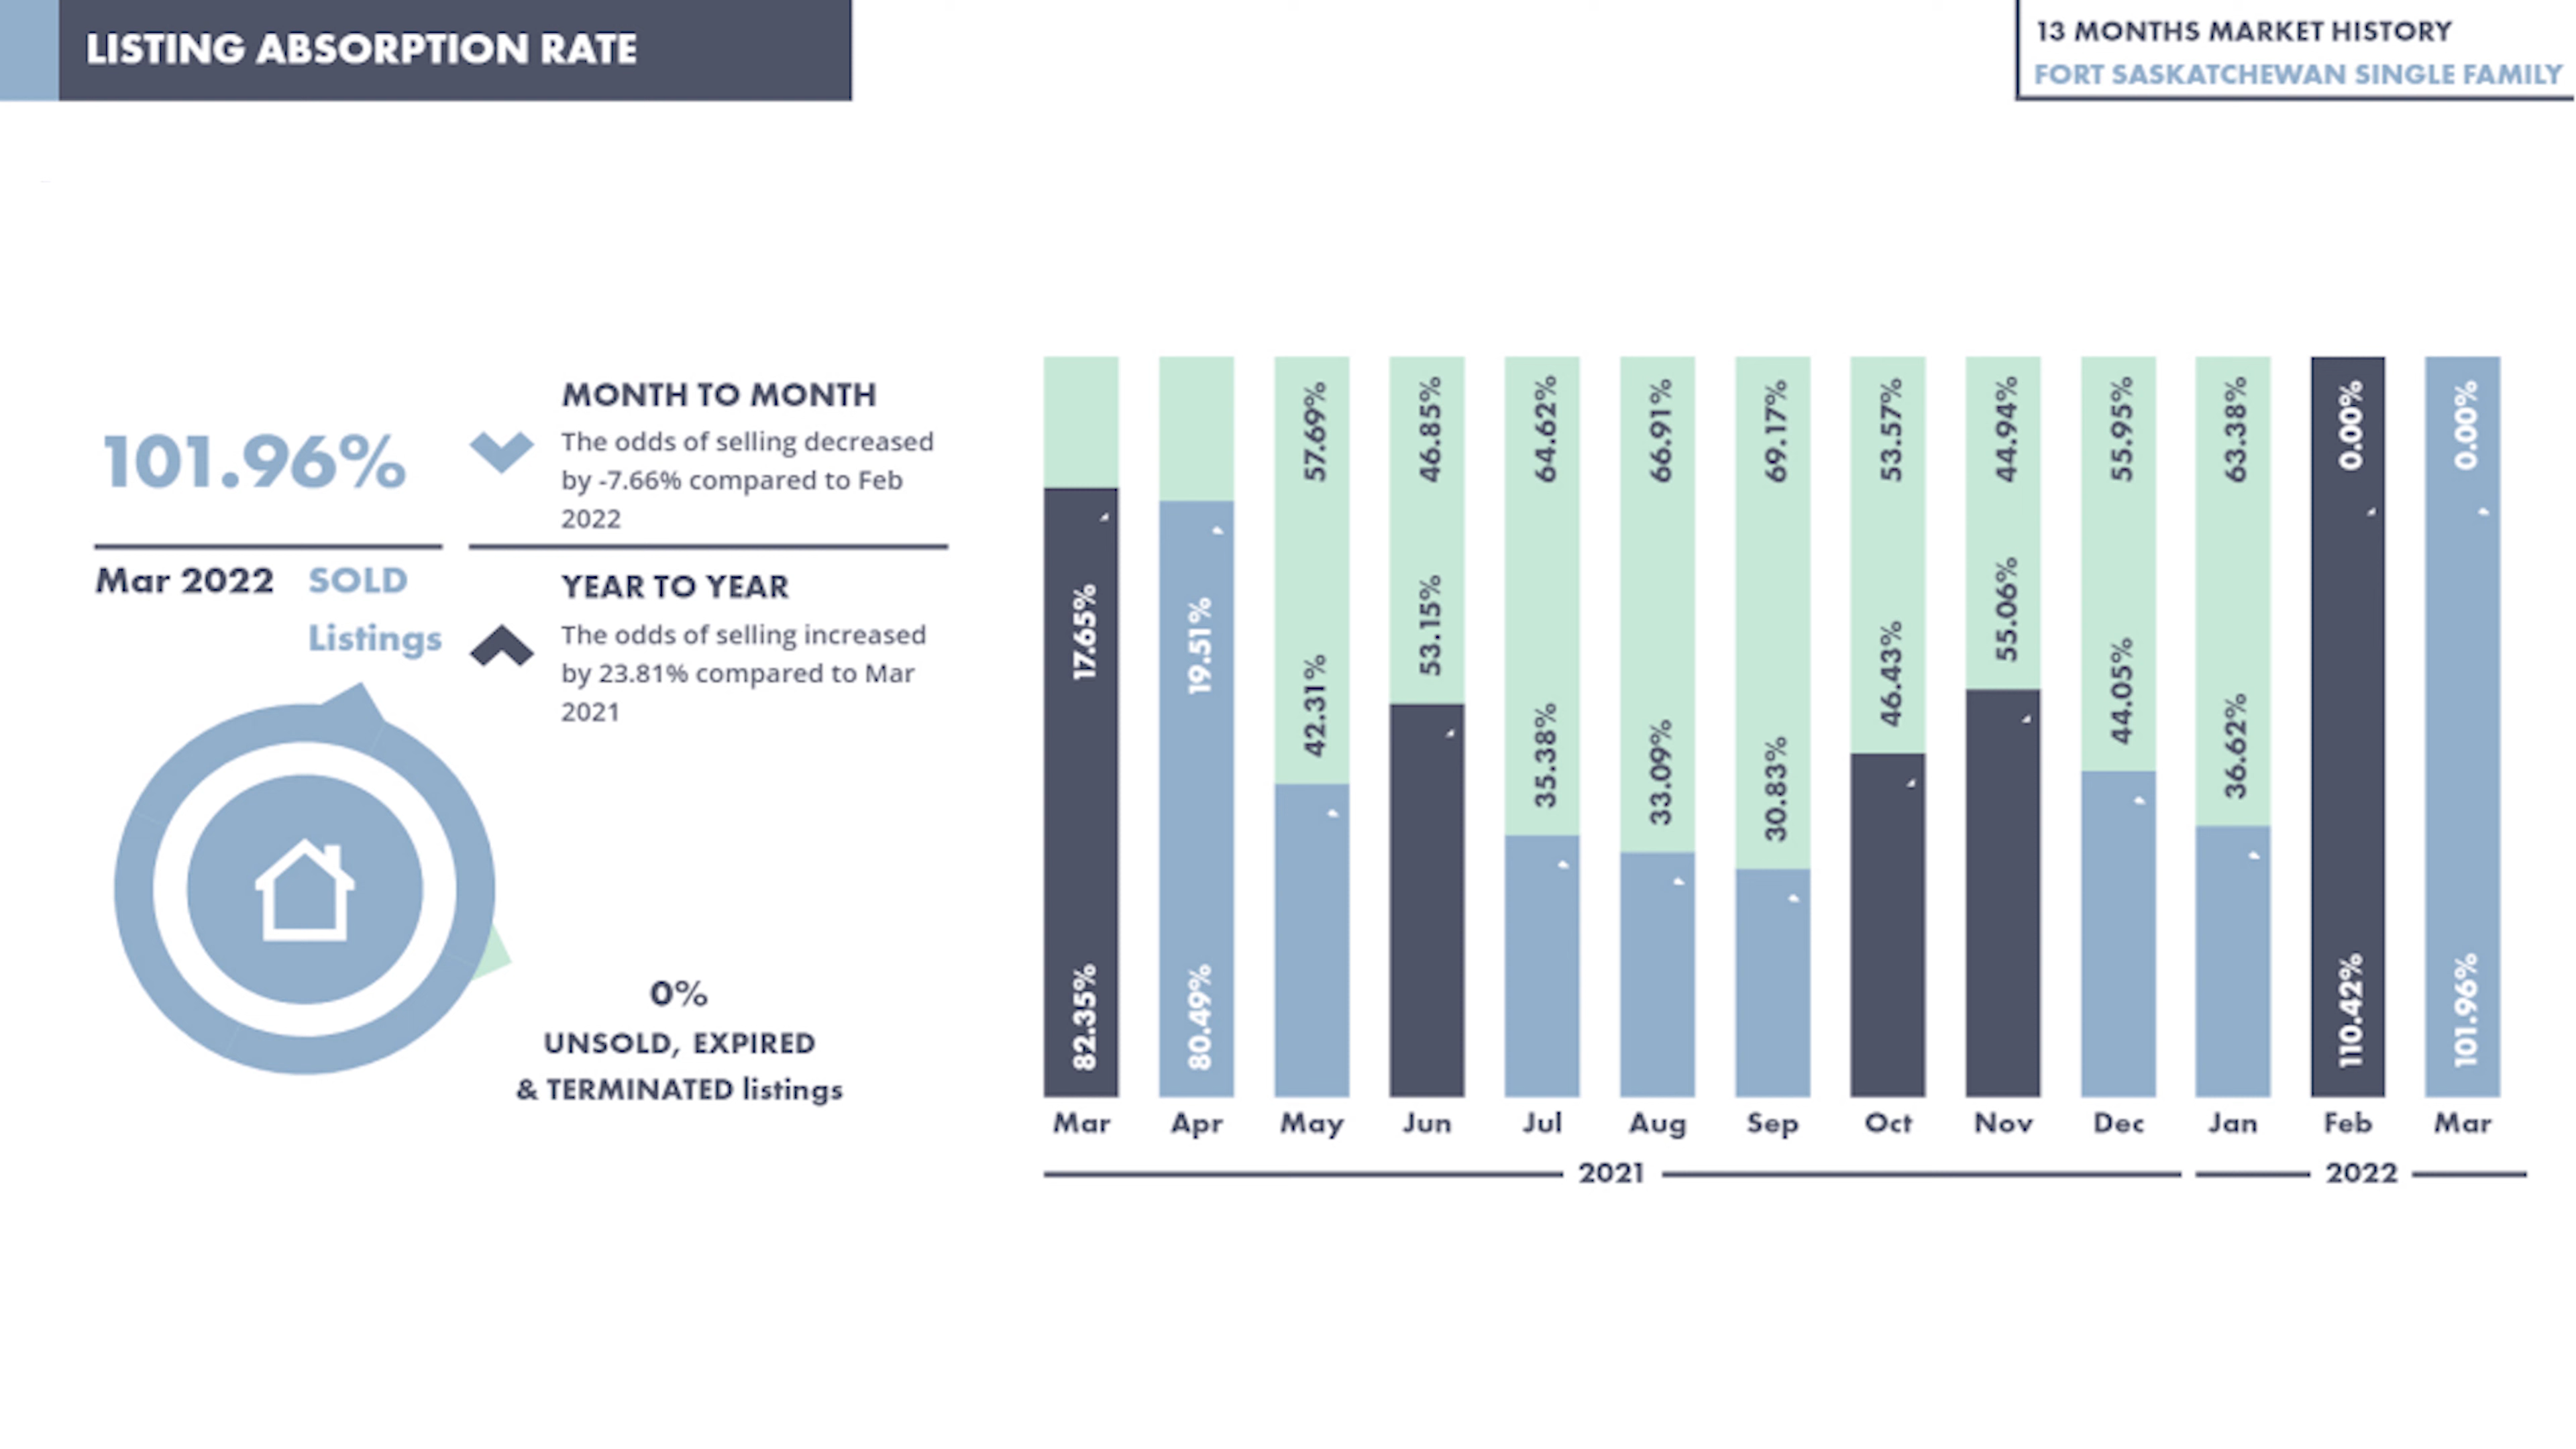 LISTING ABSORPTION RATE
13 MONTHS MARKET HISTORY
FORT SASKATCHEWAN SINGLE FAMILY
101.96%
Mar 2022 SOLD
Listings
MONTH TO MONTH
The odds of selling decreased
by -7.66% compared to Feb
2022
YEAR TO YEAR
The odds of selling increased
by 23.81% compared to Mar
2021
0%
UNSOLD, EXPIRED
& TERMINATED listings
17.65%
82.35%
19.51%
80.49%
57.69%
42.31%
46.85%
53.15%
64.62%
35.38%
66.91%
33.09%
69.17%
30.83%
53.57%
46.43%
44.94%
55.06%
55.95%
44.05%
63.38%
36.62%
0.00%
110.42%
0.00%
101.96%
Mar Apr May Jun Jul Aug Sep Oct Nov Dec Jan Feb Mar
2021 2022